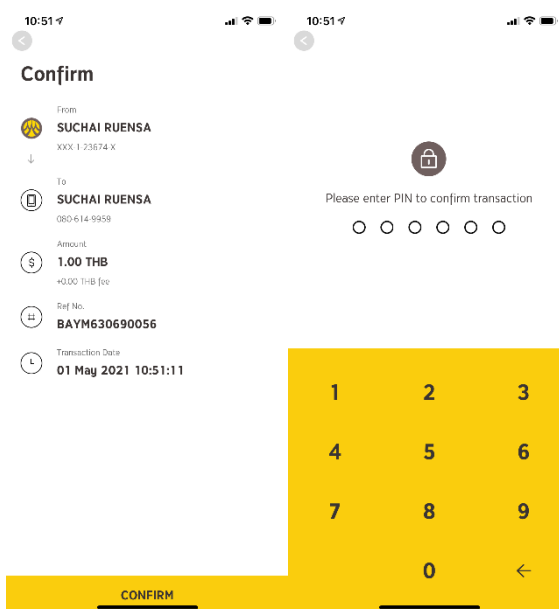 10:51
Confirm
From
SUCHAI RUENSA
XXX-1-23674-X
To
SUCHAI RUENSA
080-614-9959
Amount
$
1.00 THB
+0.00 THB fee
Ref No.
#
BAYM630690056
Transaction Date
01 May 2021 10:51:11
CONFIRM
10:51
Please enter PIN to confirm transaction
1 2 3
4 5 6
7 8 9
0